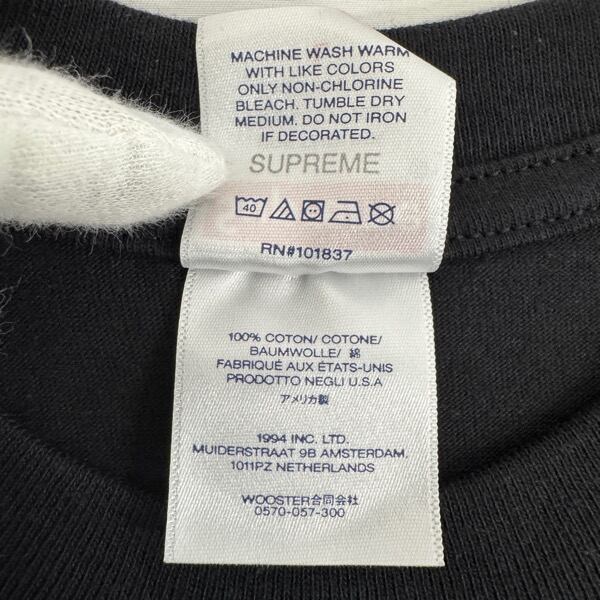 MACHINE WASH WARM
WITH LIKE COLORS
ONLY NON-CHLORINE
BLEACH. TUMBLE DRY
MEDIUM. DO NOT IRON
IF DECORATED.
SUPREME
40
RN#101837
100% COTON/ COTONE/
BAUMWOLLE/ 綿
FABRIQUÉ AUX ÉTATS-UNIS
PRODOTTO NEGLI U.S.A
アメリカ製
1994 INC. LTD.
MUIDERSTRAAT 9B AMSTERDAM,
1011PZ NETHERLANDS
WOOSTER合同会社
0570-057-300